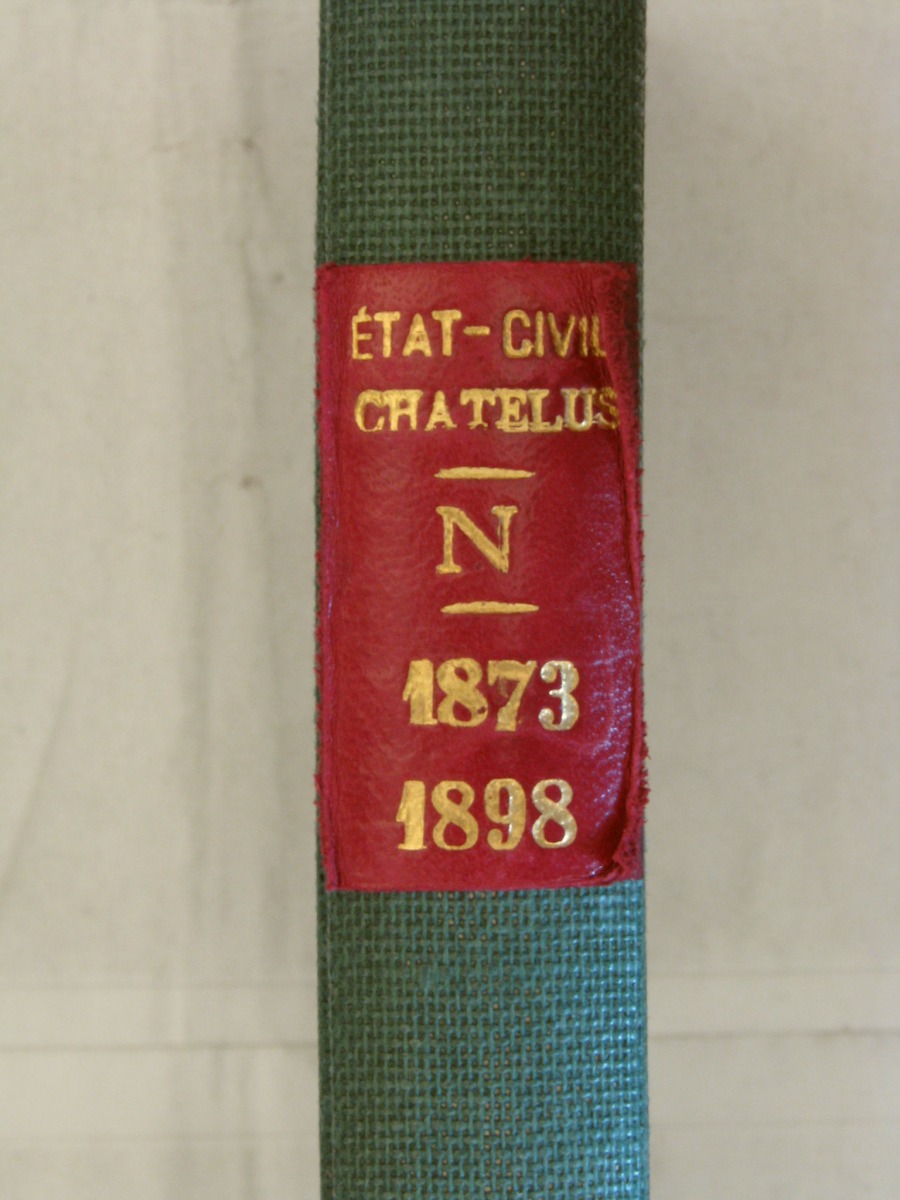 ÉTAT-CIVIL
CHATELUS
N
1873
1898